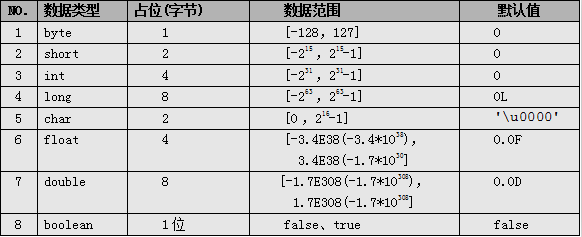 NO. 数据类型 占位(字节) 数据范围 默认值
1 byte 1 [-128, 127] 0
2 short 2 [-2¹⁵, 2¹⁵-1] 0
3 int 4 [-2³¹, 2³¹-1] 0
4 long 8 [-2⁶³, 2⁶³-1] 0L
5 char 2 [0, 2¹⁶-1] '\u0000'
6 float 4 [-3.4E38(-3.4*10³⁸), 0.0F
3.4E38(-1.7*10³⁰]
7 double 8 [-1.7E308(-1.7*10³⁰⁸), 0.0D
1.7E308(-1.7*10³⁰⁸]
8 boolean 1位 false、true false